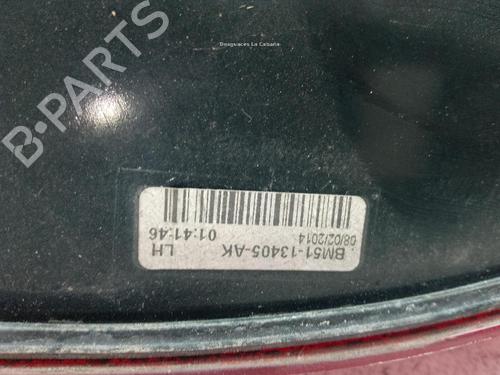 Desguaces La Cabaña
B-PARTS
BM51-13405-AK LH
08/02/2014 01:41:46